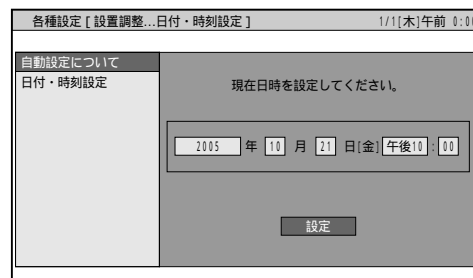 各種設定 [ 設置調整...日付・時刻設定 ] 1/1[木]午前 0:00
自動設定について
日付・時刻設定
現在日時を設定してください。
2005 年 10 月 21 日[金] 午後10 : 00
設定